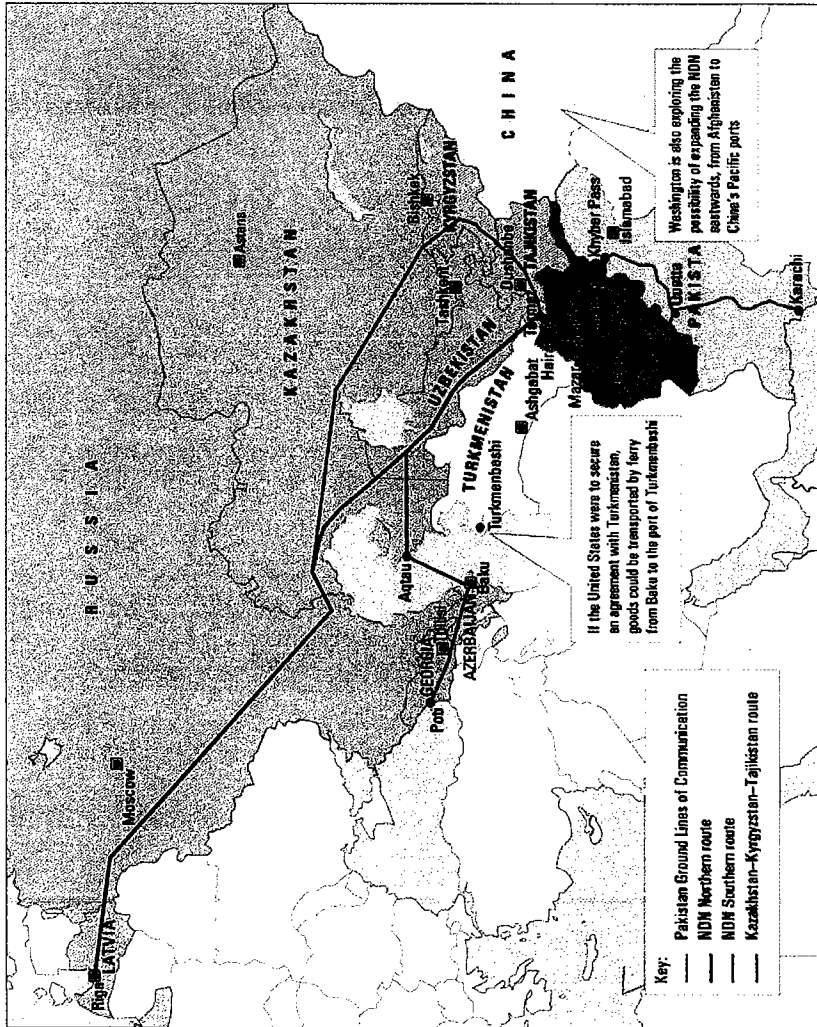 RUSSIA
Riga
LATVIA
Moscow
Astana
KAZAKHSTAN
Bishkek
KYRGYZSTAN
CHINA
Tashkent
UZBEKISTAN
Dushanbe
TAJIKISTAN
Aqtau
GEORGIA
Poti
AZERBAIJAN
Baku
Turkmenbashi
TURKMENISTAN
Ashgabat
Khyber Pass
Islamabad
Quetta
PAKISTA
Karachi
If the United States were to secure
an agreement with Turkmenistan,
goods could be transported by ferry
from Baku to the port of Turkmenbashi
Washington is also exploring the
possibility of expanding the NDN
eastwards, from Afghanistan to
China's Pacific ports
Key:
Pakistan Ground Lines of Communication
NDN Northern route
NDN Southern route
Kazakhstan–Kyrgyzstan–Tajikistan route